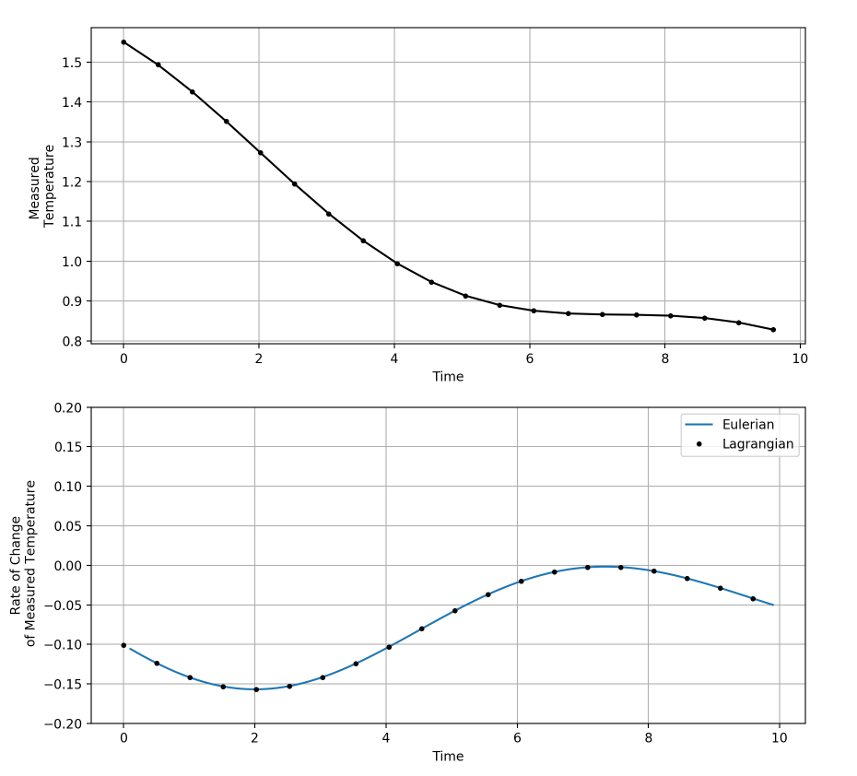 1.5
1.4
1.3
1.2
1.1
1.0
0.9
0.8
Measured
Temperature
0 2 4 6 8 10
Time
0.20
0.15
0.10
0.05
0.00
−0.05
−0.10
−0.15
−0.20
Rate of Change
of Measured Temperature
Eulerian
Lagrangian
0 2 4 6 8 10
Time